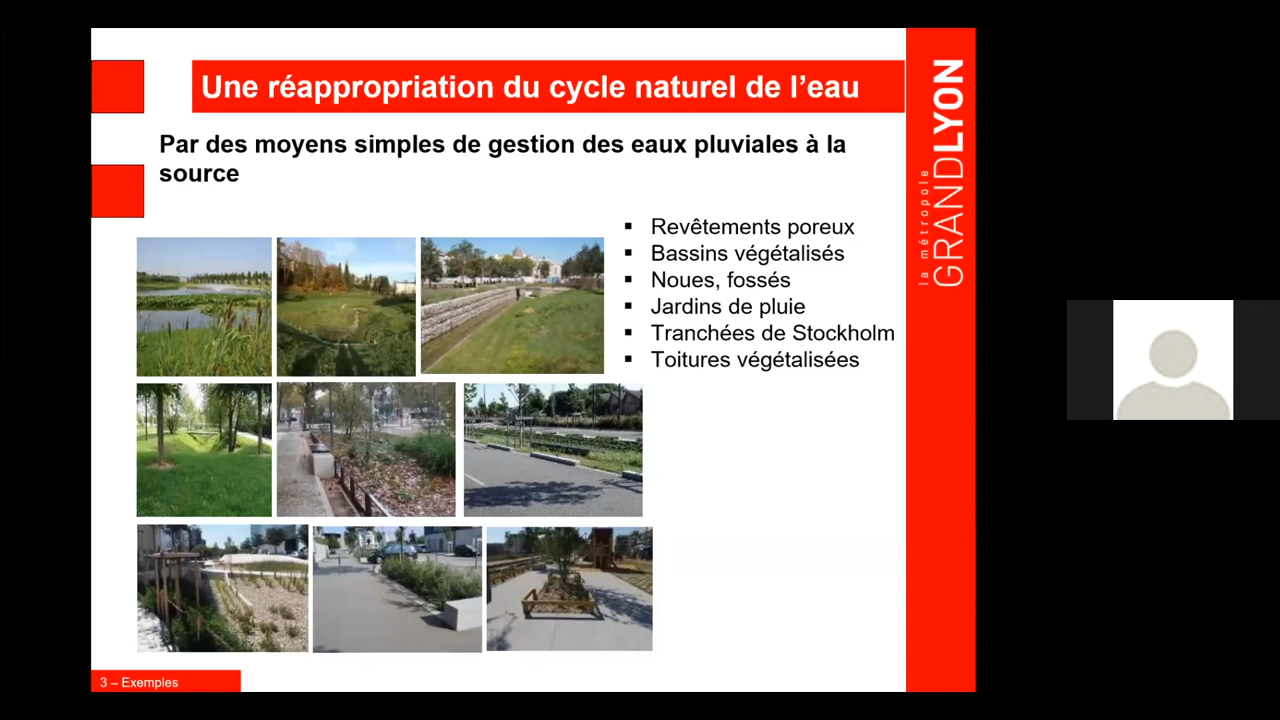 Une réappropriation du cycle naturel de l’eau
Par des moyens simples de gestion des eaux pluviales à la
source
▪ Revêtements poreux
▪ Bassins végétalisés
▪ Noues, fossés
▪ Jardins de pluie
▪ Tranchées de Stockholm
▪ Toitures végétalisées
la métropole
GRANDLYON
3 – Exemples